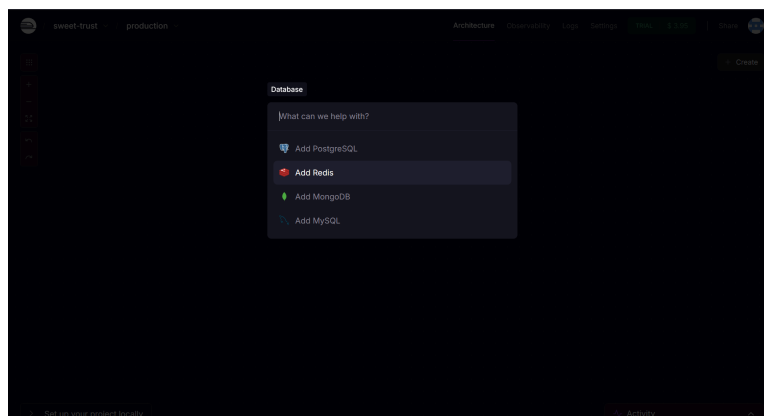 sweet-trust
production
Architecture Observability Logs Settings
Share
Create
Database
What can we help with?
Add PostgreSQL
Add Redis
Add MongoDB
Add MySQL
Set up your project locally
Activity